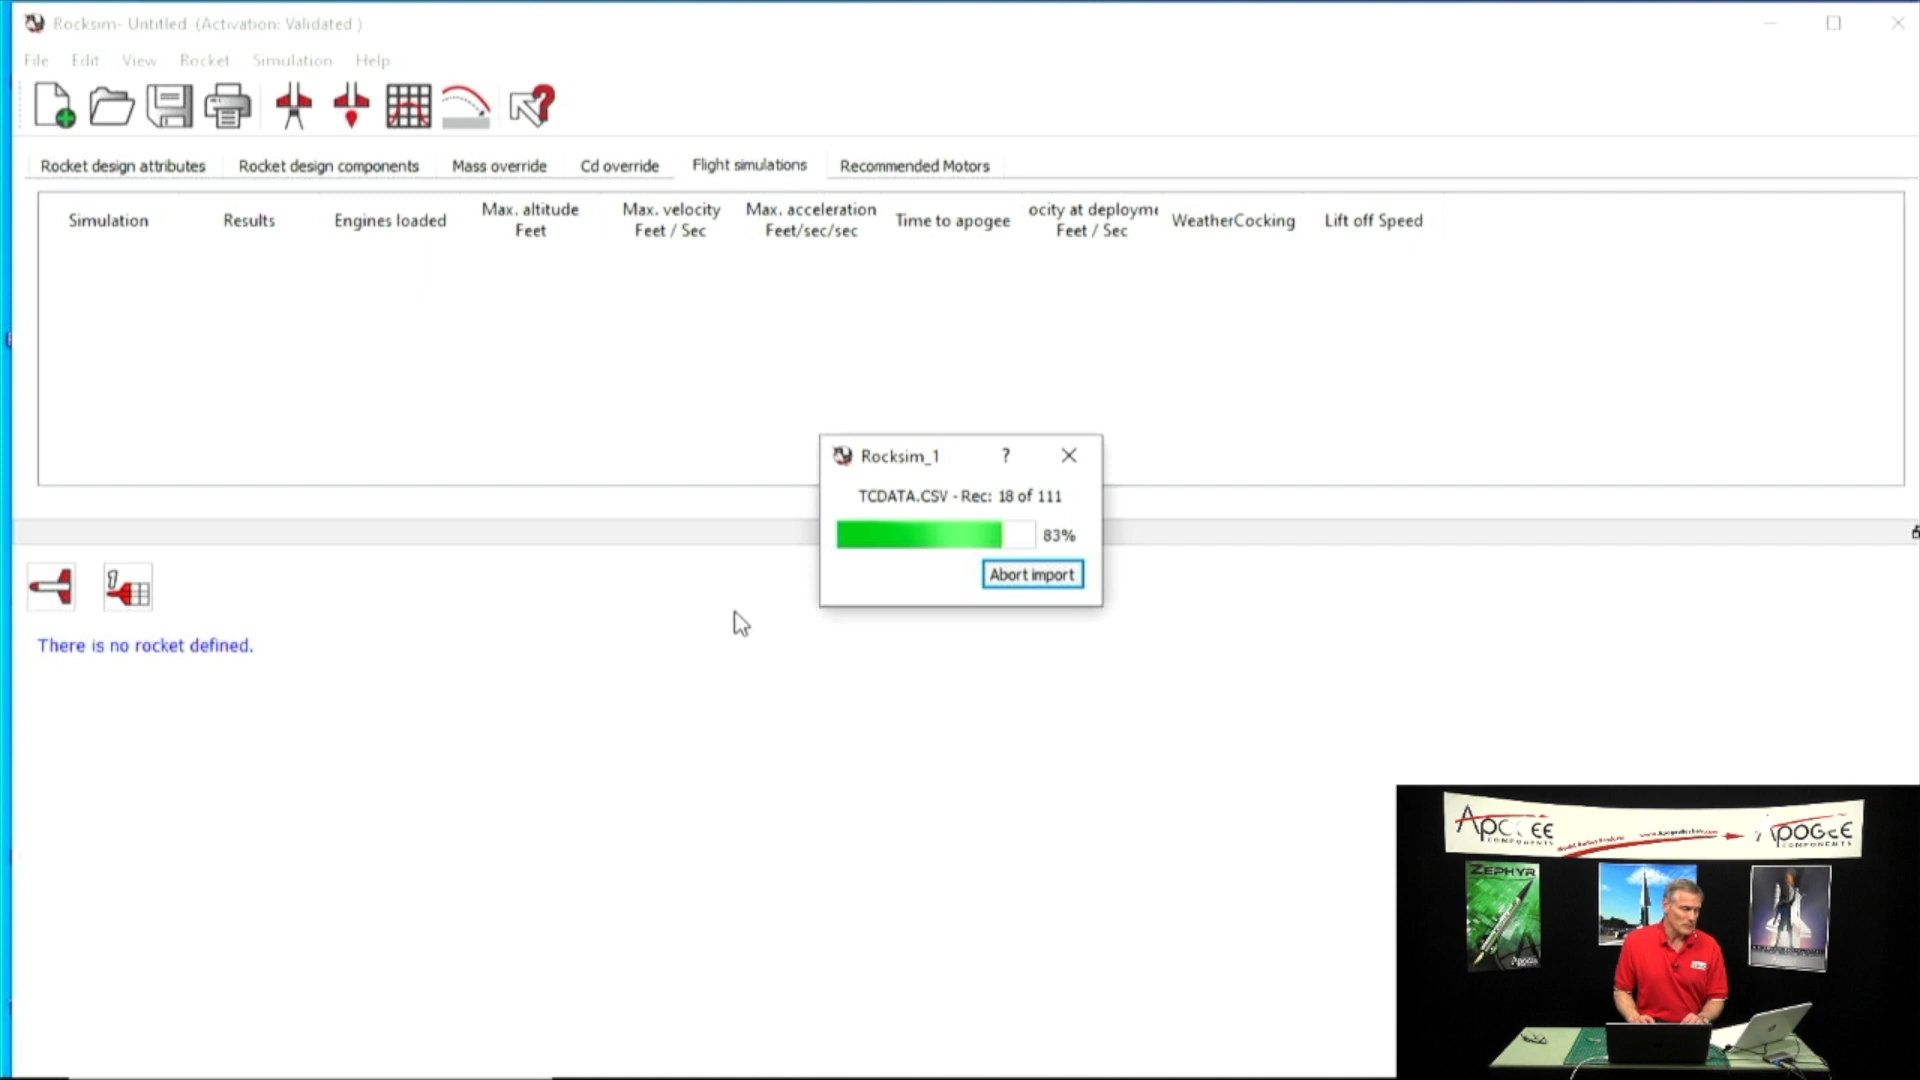 Rocksim- Untitled (Activation: Validated )
File Edit View Rocket Simulation Help
Rocket design attributes Rocket design components Mass override Cd override Flight simulations Recommended Motors
Simulation Results Engines loaded Max. altitude Max. velocity Max. acceleration Time to apogee ocity at deployme WeatherCocking Lift off Speed
Feet Feet / Sec Feet/sec/sec Feet / Sec
Rocksim_1 ?
TCDATA.CSV - Rec: 18 of 111
83%
Abort import
1
There is no rocket defined.
APOGEE
COMPONENTS
APOGEE
COMPONENTS
ZEPHYR
Apogee